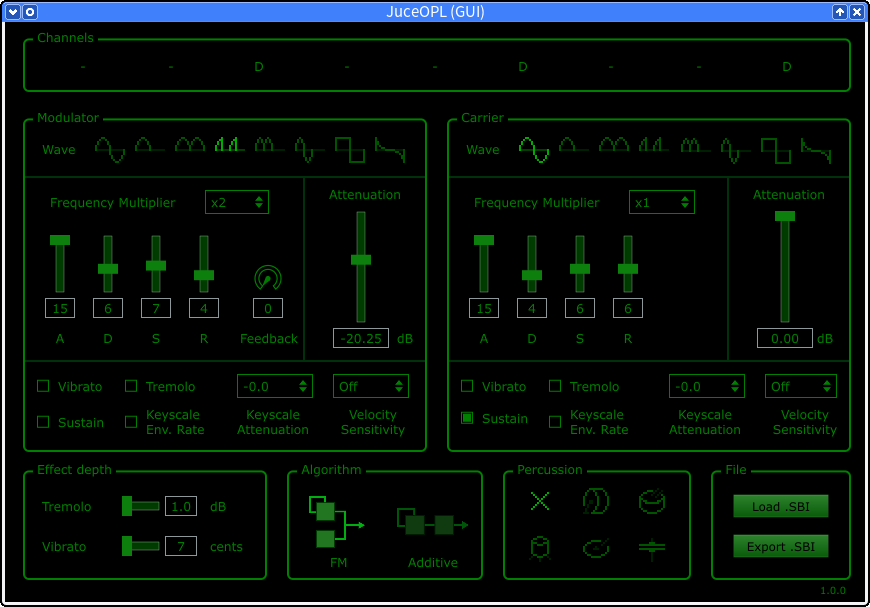 JuceOPL (GUI)
Channels
- - D - - D - - D
Modulator
Wave
Frequency Multiplier x2
Attenuation
15 6 7 4 0
-20.25 dB
A D S R Feedback
Vibrato Tremolo -0.0 Off
Sustain Keyscale Env. Rate Keyscale Attenuation Velocity Sensitivity
Carrier
Wave
Frequency Multiplier x1
Attenuation
15 4 6 6
0.00 dB
A D S R
Vibrato Tremolo -0.0 Off
Sustain Keyscale Env. Rate Keyscale Attenuation Velocity Sensitivity
Effect depth
Tremolo 1.0 dB
Vibrato 7 cents
Algorithm
FM Additive
Percussion
File
Load .SBI
Export .SBI
1.0.0